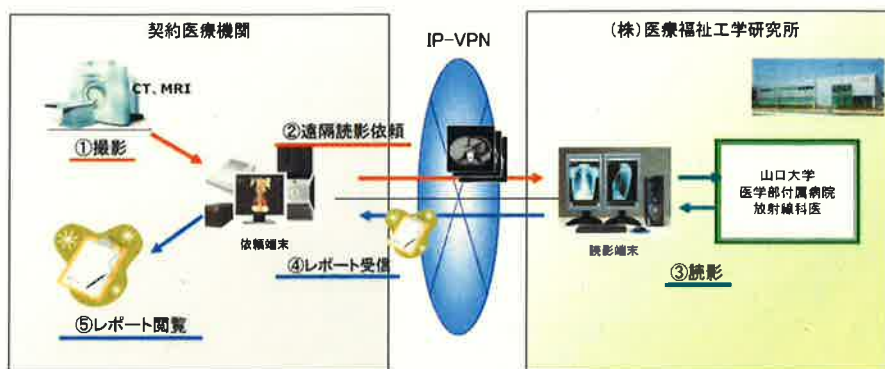 契約医療機関
IP-VPN
(株)医療福祉工学研究所
CT、MRI
①撮影
②遠隔読影依頼
依頼端末
④レポート受信
⑤レポート閲覧
読影端末
③読影
山口大学
医学部付属病院
放射線科医